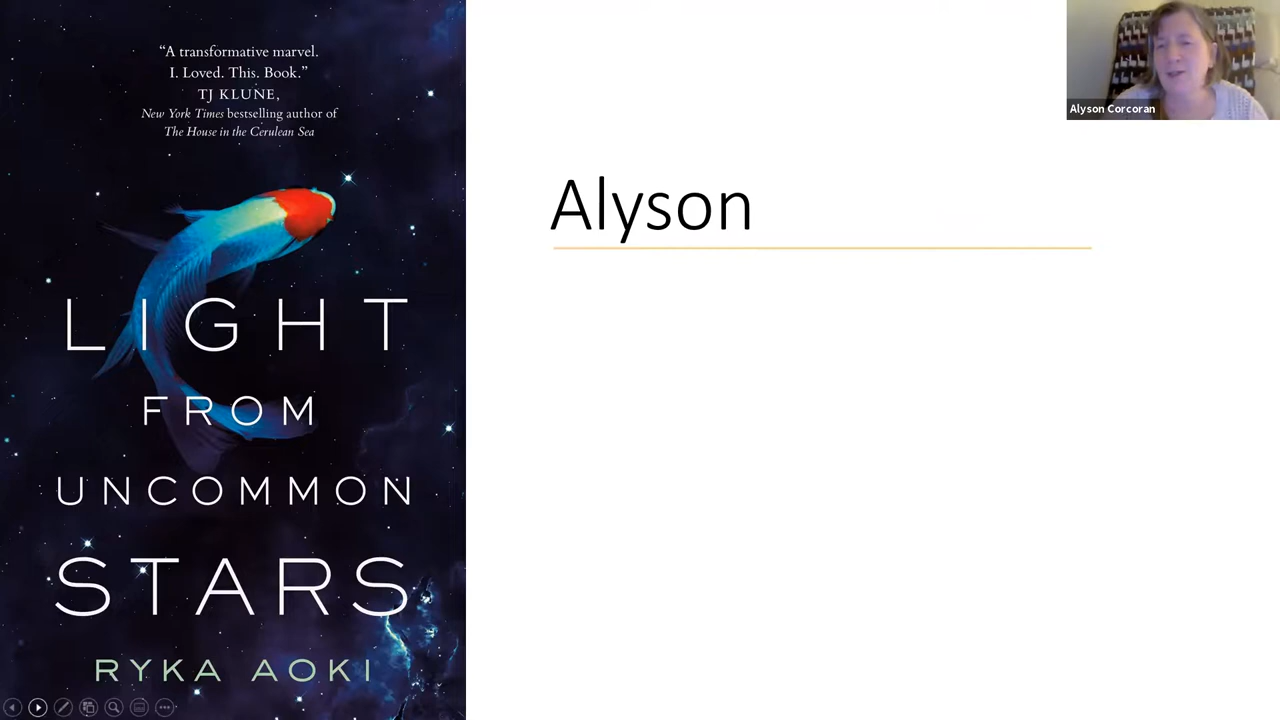 “A transformative marvel.
I. Loved. This. Book.”
TJ KLUNE,
New York Times bestselling author of
The House in the Cerulean Sea
LIGHT
FROM
UNCOMMON
STARS
RYKA AOKI
Alyson
Alyson Corcoran